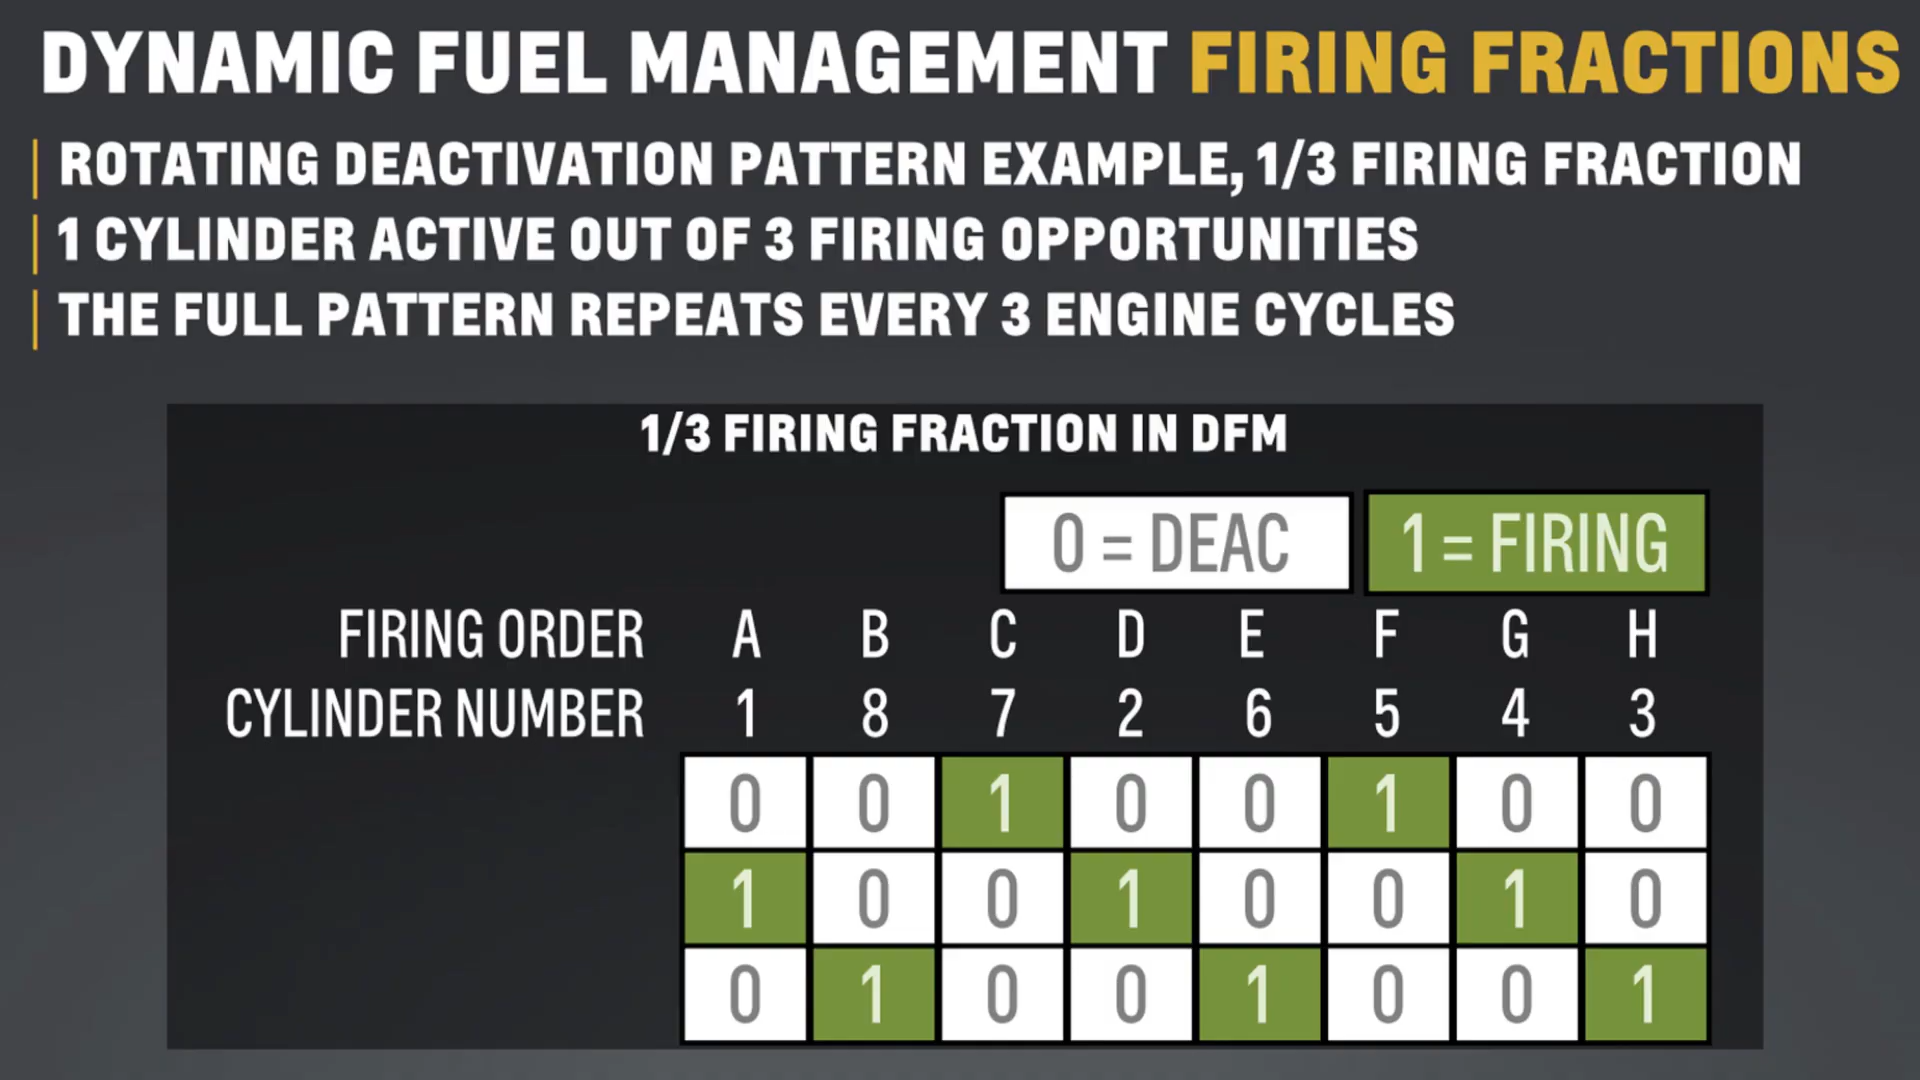 DYNAMIC FUEL MANAGEMENT FIRING FRACTIONS
ROTATING DEACTIVATION PATTERN EXAMPLE, 1/3 FIRING FRACTION
1 CYLINDER ACTIVE OUT OF 3 FIRING OPPORTUNITIES
THE FULL PATTERN REPEATS EVERY 3 ENGINE CYCLES
1/3 FIRING FRACTION IN DFM
0 = DEAC 1 = FIRING
FIRING ORDER A B C D E F G H
CYLINDER NUMBER 1 8 7 2 6 5 4 3
0 0 1 0 0 1 0 0
1 0 0 1 0 0 1 0
0 1 0 0 1 0 0 1